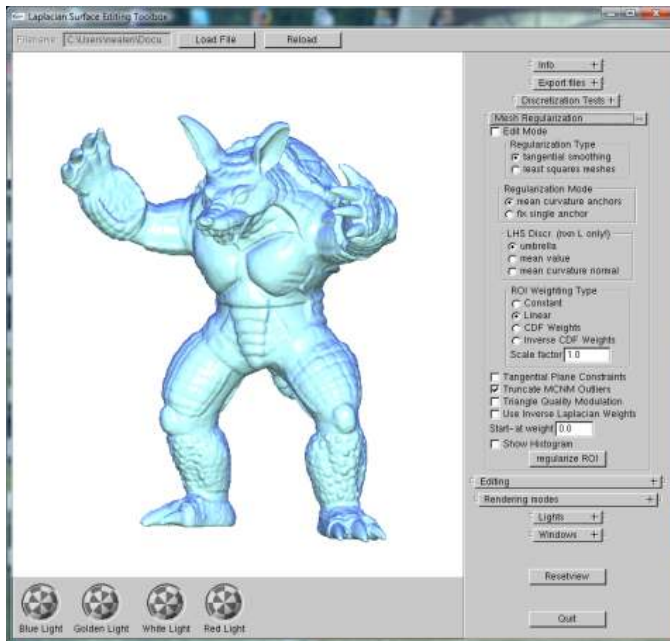 Laplacian Surface Editing Toolbox
Filename: C:\Users\nealen\Docu Load File Reload
Info +
Export files +
Discretization Tests +
Mesh Regularization
Edit Mode
Regularization Type
tangential smoothing
least squares meshes
Regularization Mode
mean curvature anchors
fix single anchor
LHS Discr. (nxn L only!)
umbrella
mean value
mean curvature normal
ROI Weighting Type
Constant
Linear
CDF Weights
Inverse CDF Weights
Scale factor 1.0
Tangential Plane Constraints
Truncate MCNM Outliers
Triangle Quality Modulation
Use Inverse Laplacian Weights
Start-at weight 0.0
Show Histogram
regularize ROI
Editing +
Rendering modes +
Lights +
Windows +
Resetview
Quit
Blue Light Golden Light White Light Red Light